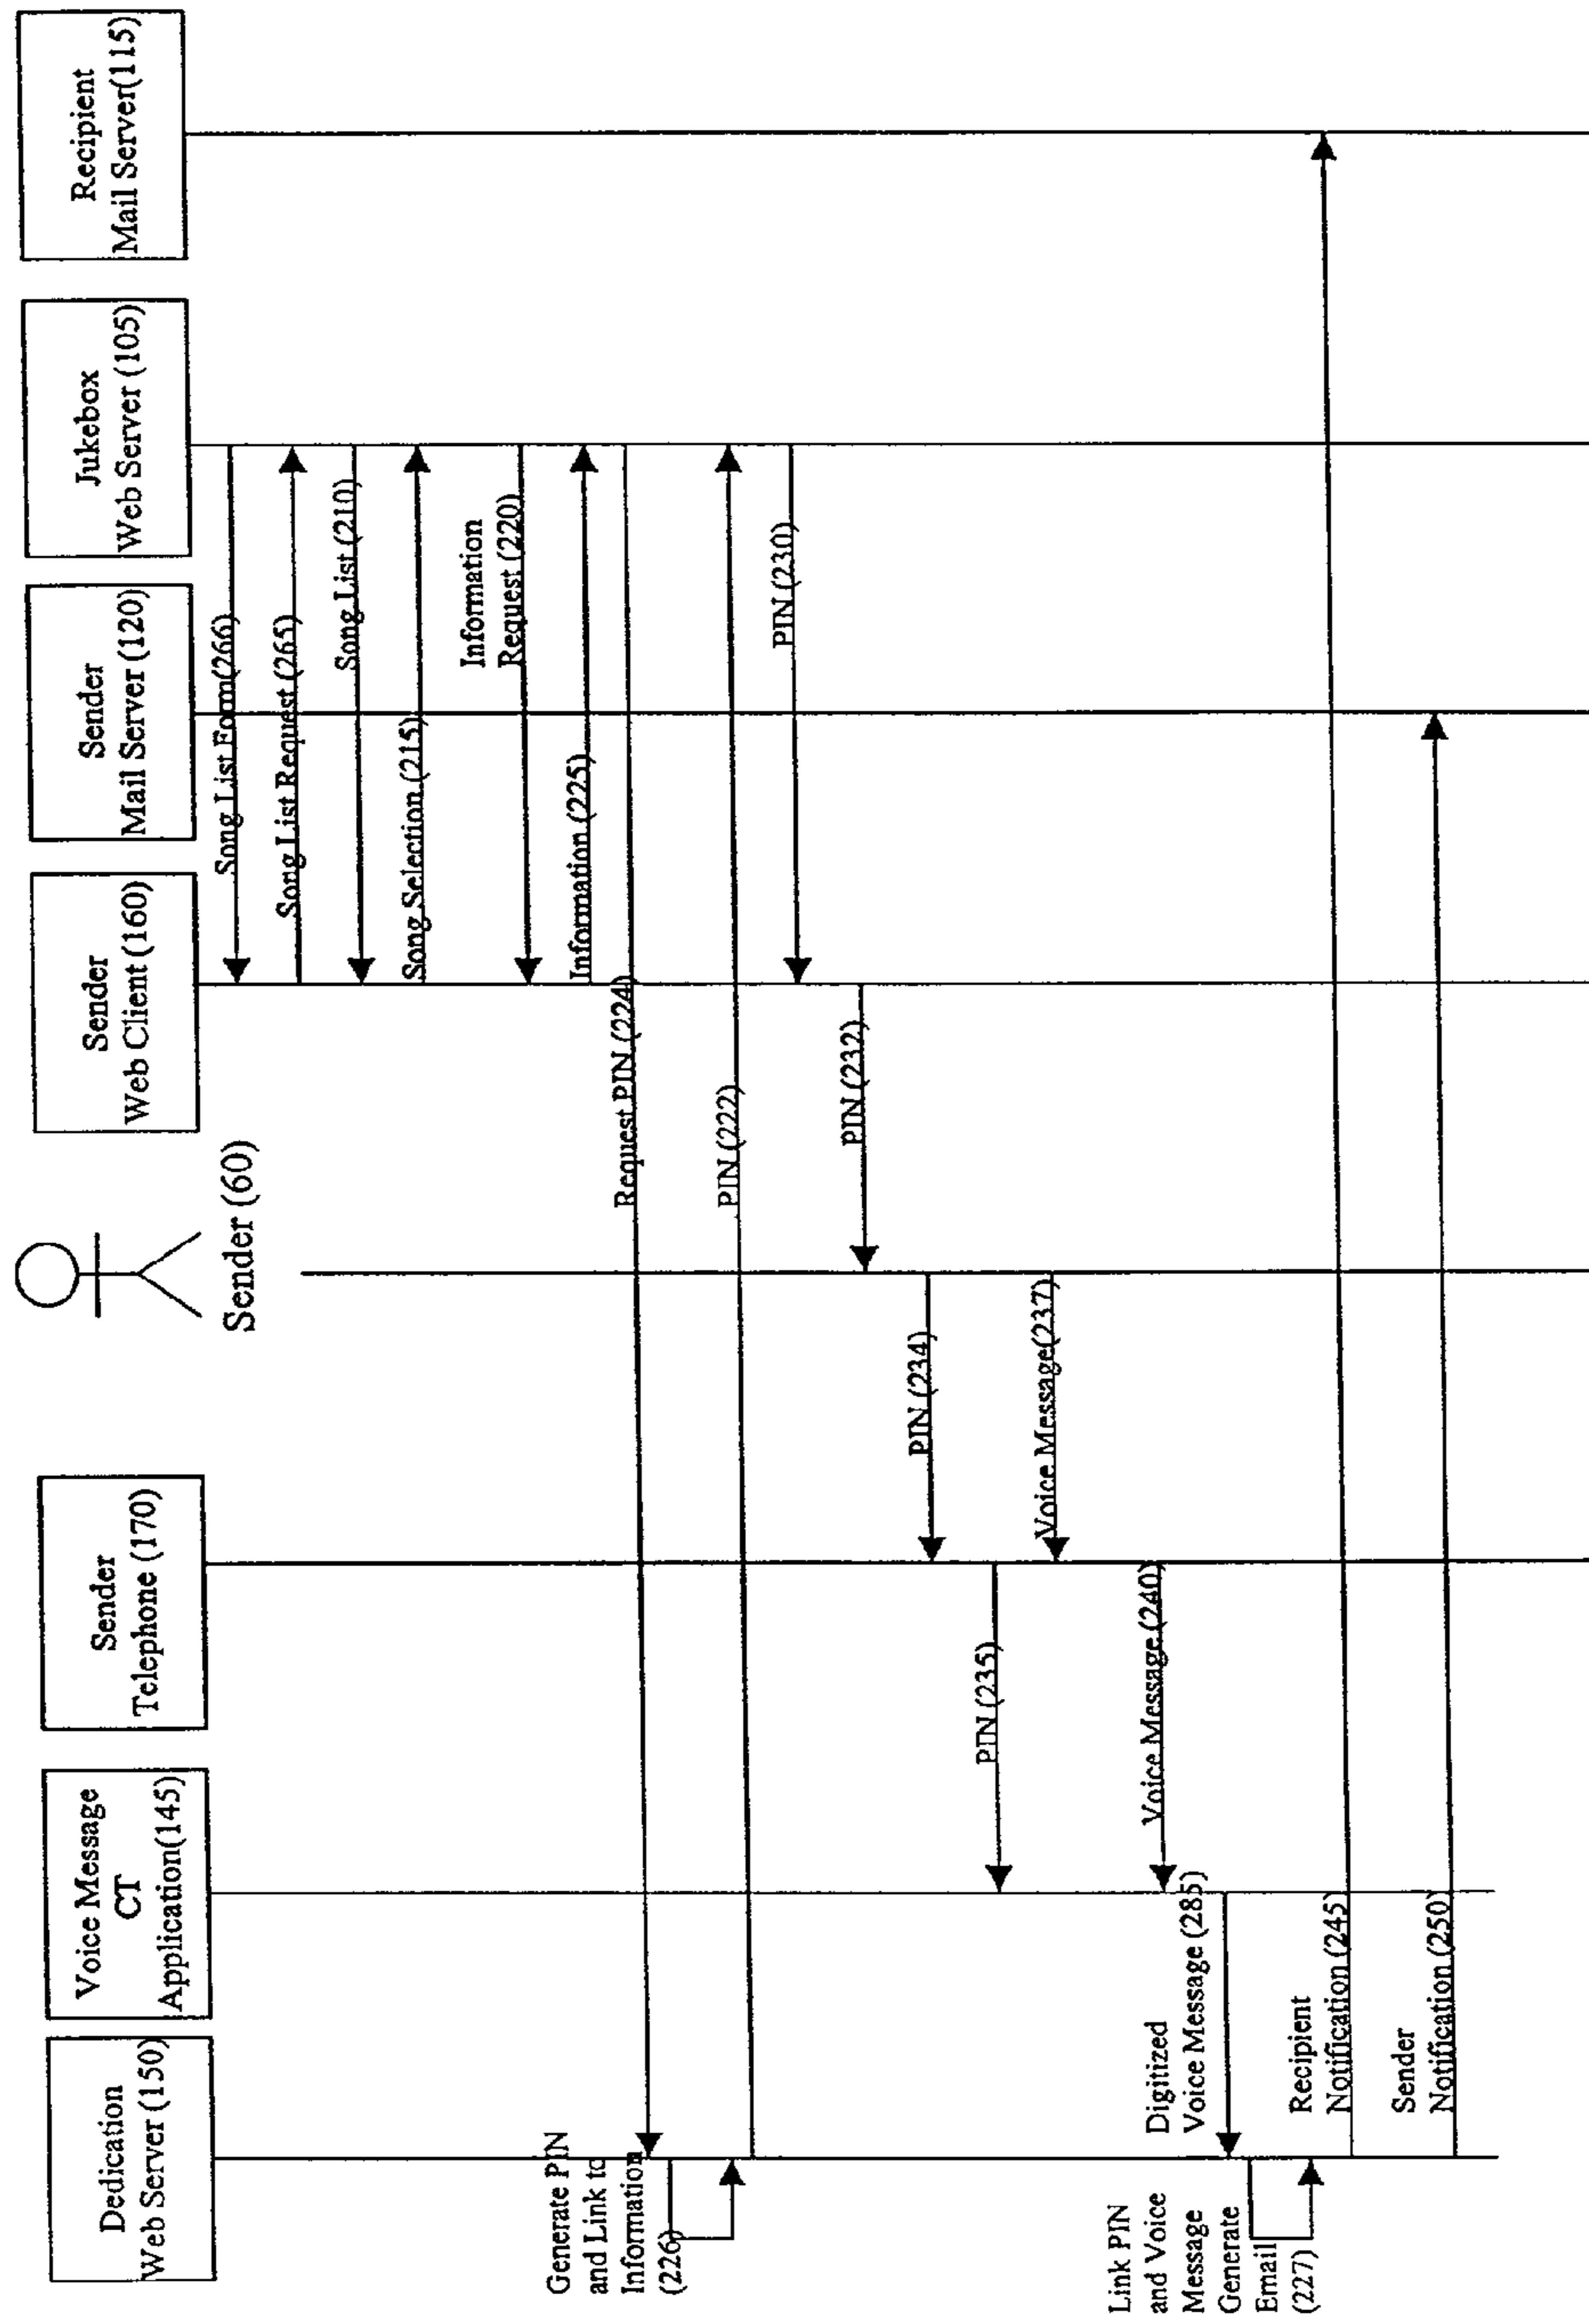 Dedication
Web Server (150)
Voice Message
CT
Application(145)
Sender
Telephone (170)
Sender (60)
Sender
Web Client (160)
Sender
Mail Server (120)
Jukebox
Web Server (105)
Recipient
Mail Server(115)
Song List Form(266)
Song List Request (265)
Song List (210)
Song Selection (215)
Information
Request (220)
Information (225)
Request PIN (224)
Generate PIN
and Link to
Information
(226)
PIN (222)
PIN (230)
PIN (232)
PIN (234)
PIN (235)
Voice Message(237)
Voice Message (240)
Digitized
Voice Message (285)
Link PIN
and Voice
Message
Generate
Email
(227)
Recipient
Notification (245)
Sender
Notification (250)